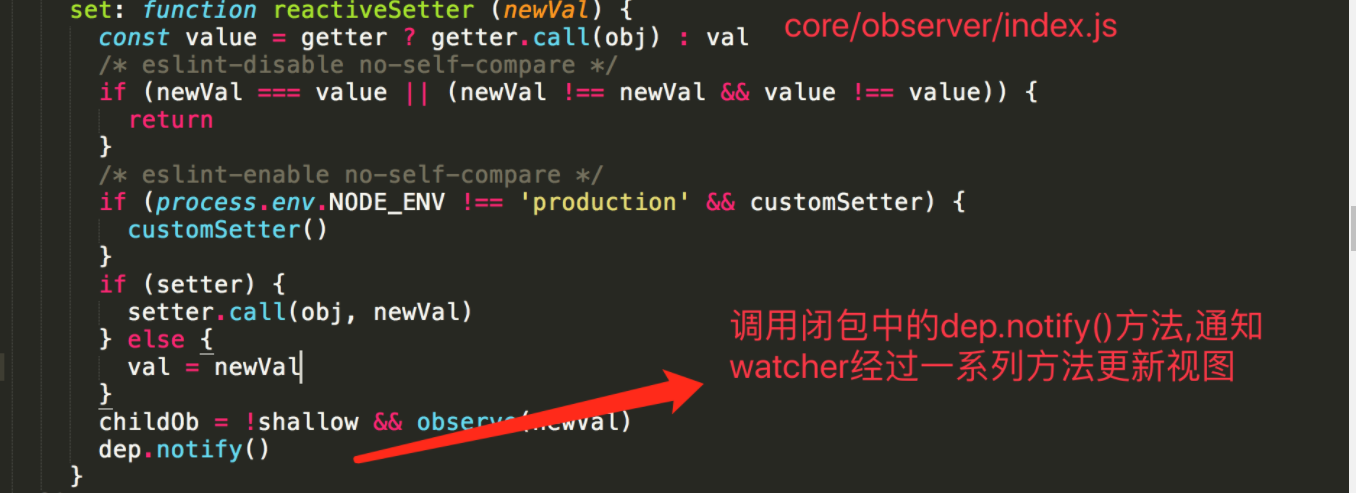 set: function reactiveSetter (newVal) {
core/observer/index.js
const value = getter ? getter.call(obj) : val
/* eslint-disable no-self-compare */
if (newVal === value || (newVal !== newVal && value !== value)) {
return
}
/* eslint-enable no-self-compare */
if (process.env.NODE_ENV !== 'production' && customSetter) {
customSetter()
}
if (setter) {
setter.call(obj, newVal)
} else {
val = newVal
}
调用闭包中的dep.notify()方法,通知
watcher经过一系列方法更新视图
childOb = !shallow && observe(newVal)
dep.notify()
}